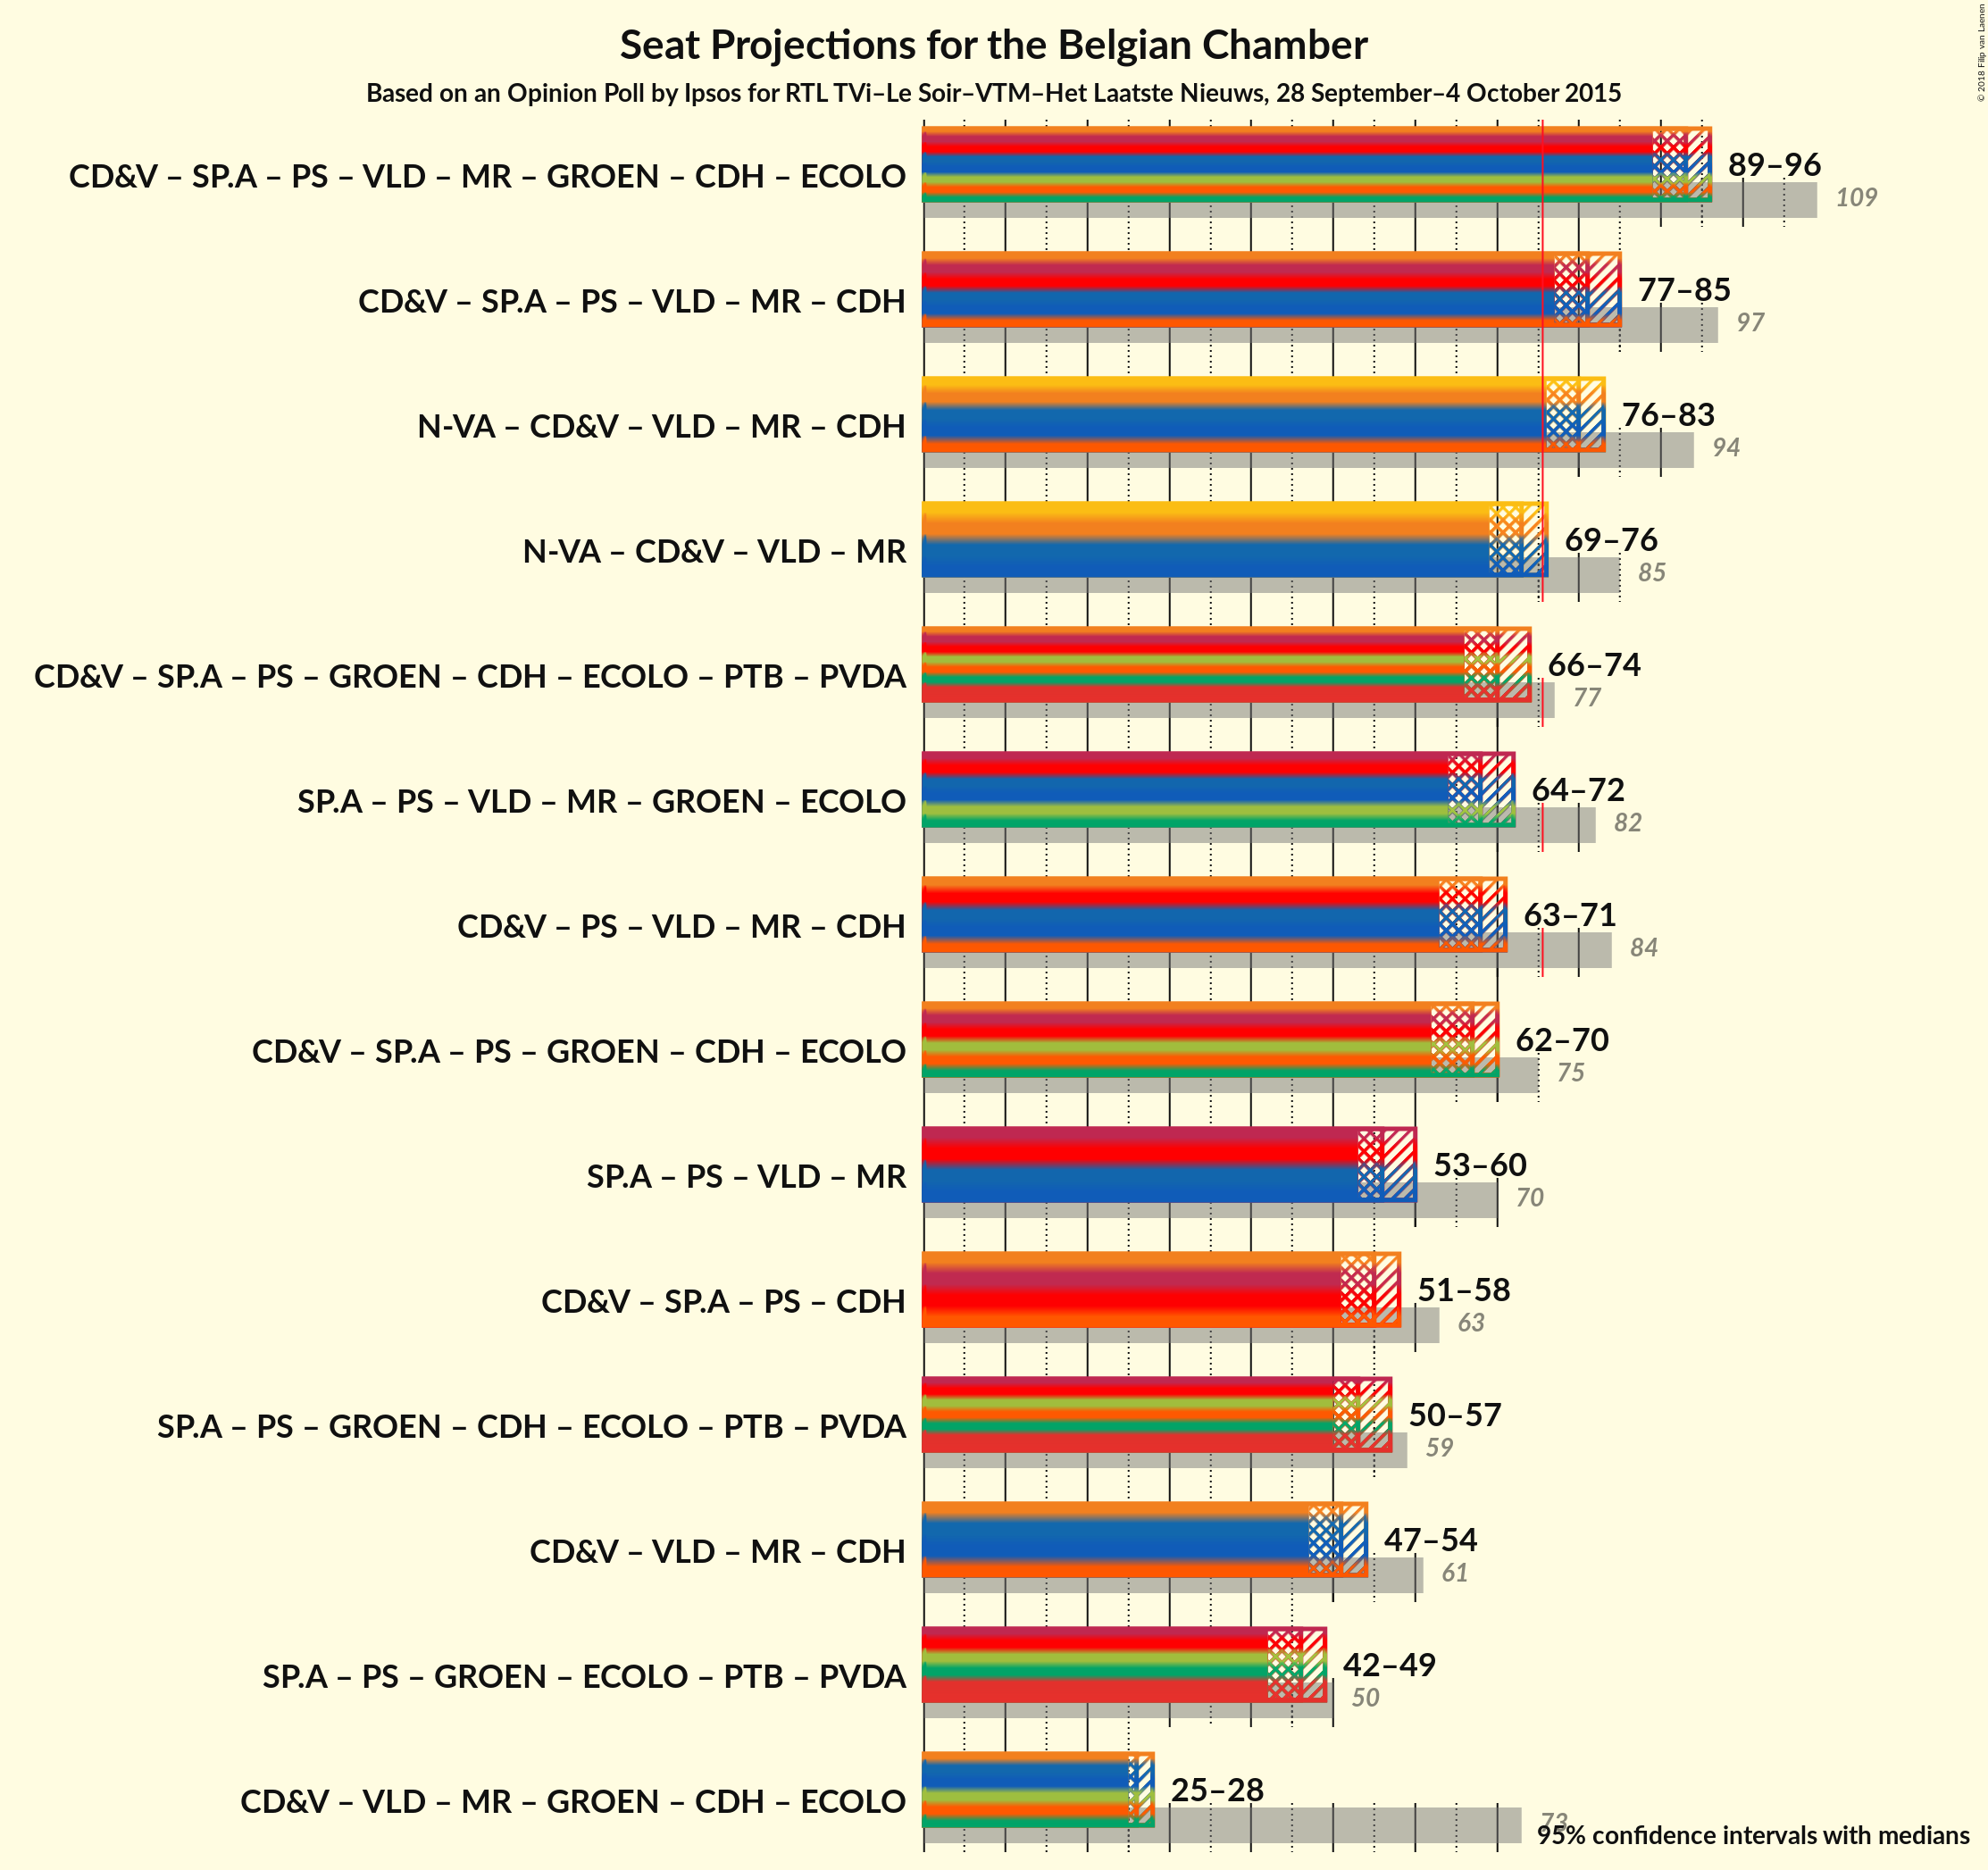 Seat Projections for the Belgian Chamber
Based on an Opinion Poll by Ipsos for RTL TVi–Le Soir–VTM–Het Laatste Nieuws, 28 September–4 October 2015
© 2018 Filip van Laenen
CD&V – SP.A – PS – VLD – MR – GROEN – CDH – ECOLO
89–96
109
CD&V – SP.A – PS – VLD – MR – CDH
77–85
97
N-VA – CD&V – VLD – MR – CDH
76–83
94
N-VA – CD&V – VLD – MR
69–76
85
CD&V – SP.A – PS – GROEN – CDH – ECOLO – PTB – PVDA
66–74
77
SP.A – PS – VLD – MR – GROEN – ECOLO
64–72
82
CD&V – PS – VLD – MR – CDH
63–71
84
CD&V – SP.A – PS – GROEN – CDH – ECOLO
62–70
75
SP.A – PS – VLD – MR
53–60
70
CD&V – SP.A – PS – CDH
51–58
63
SP.A – PS – GROEN – CDH – ECOLO – PTB – PVDA
50–57
59
CD&V – VLD – MR – CDH
47–54
61
SP.A – PS – GROEN – ECOLO – PTB – PVDA
42–49
50
CD&V – VLD – MR – GROEN – CDH – ECOLO
25–28
73
95% confidence intervals with medians